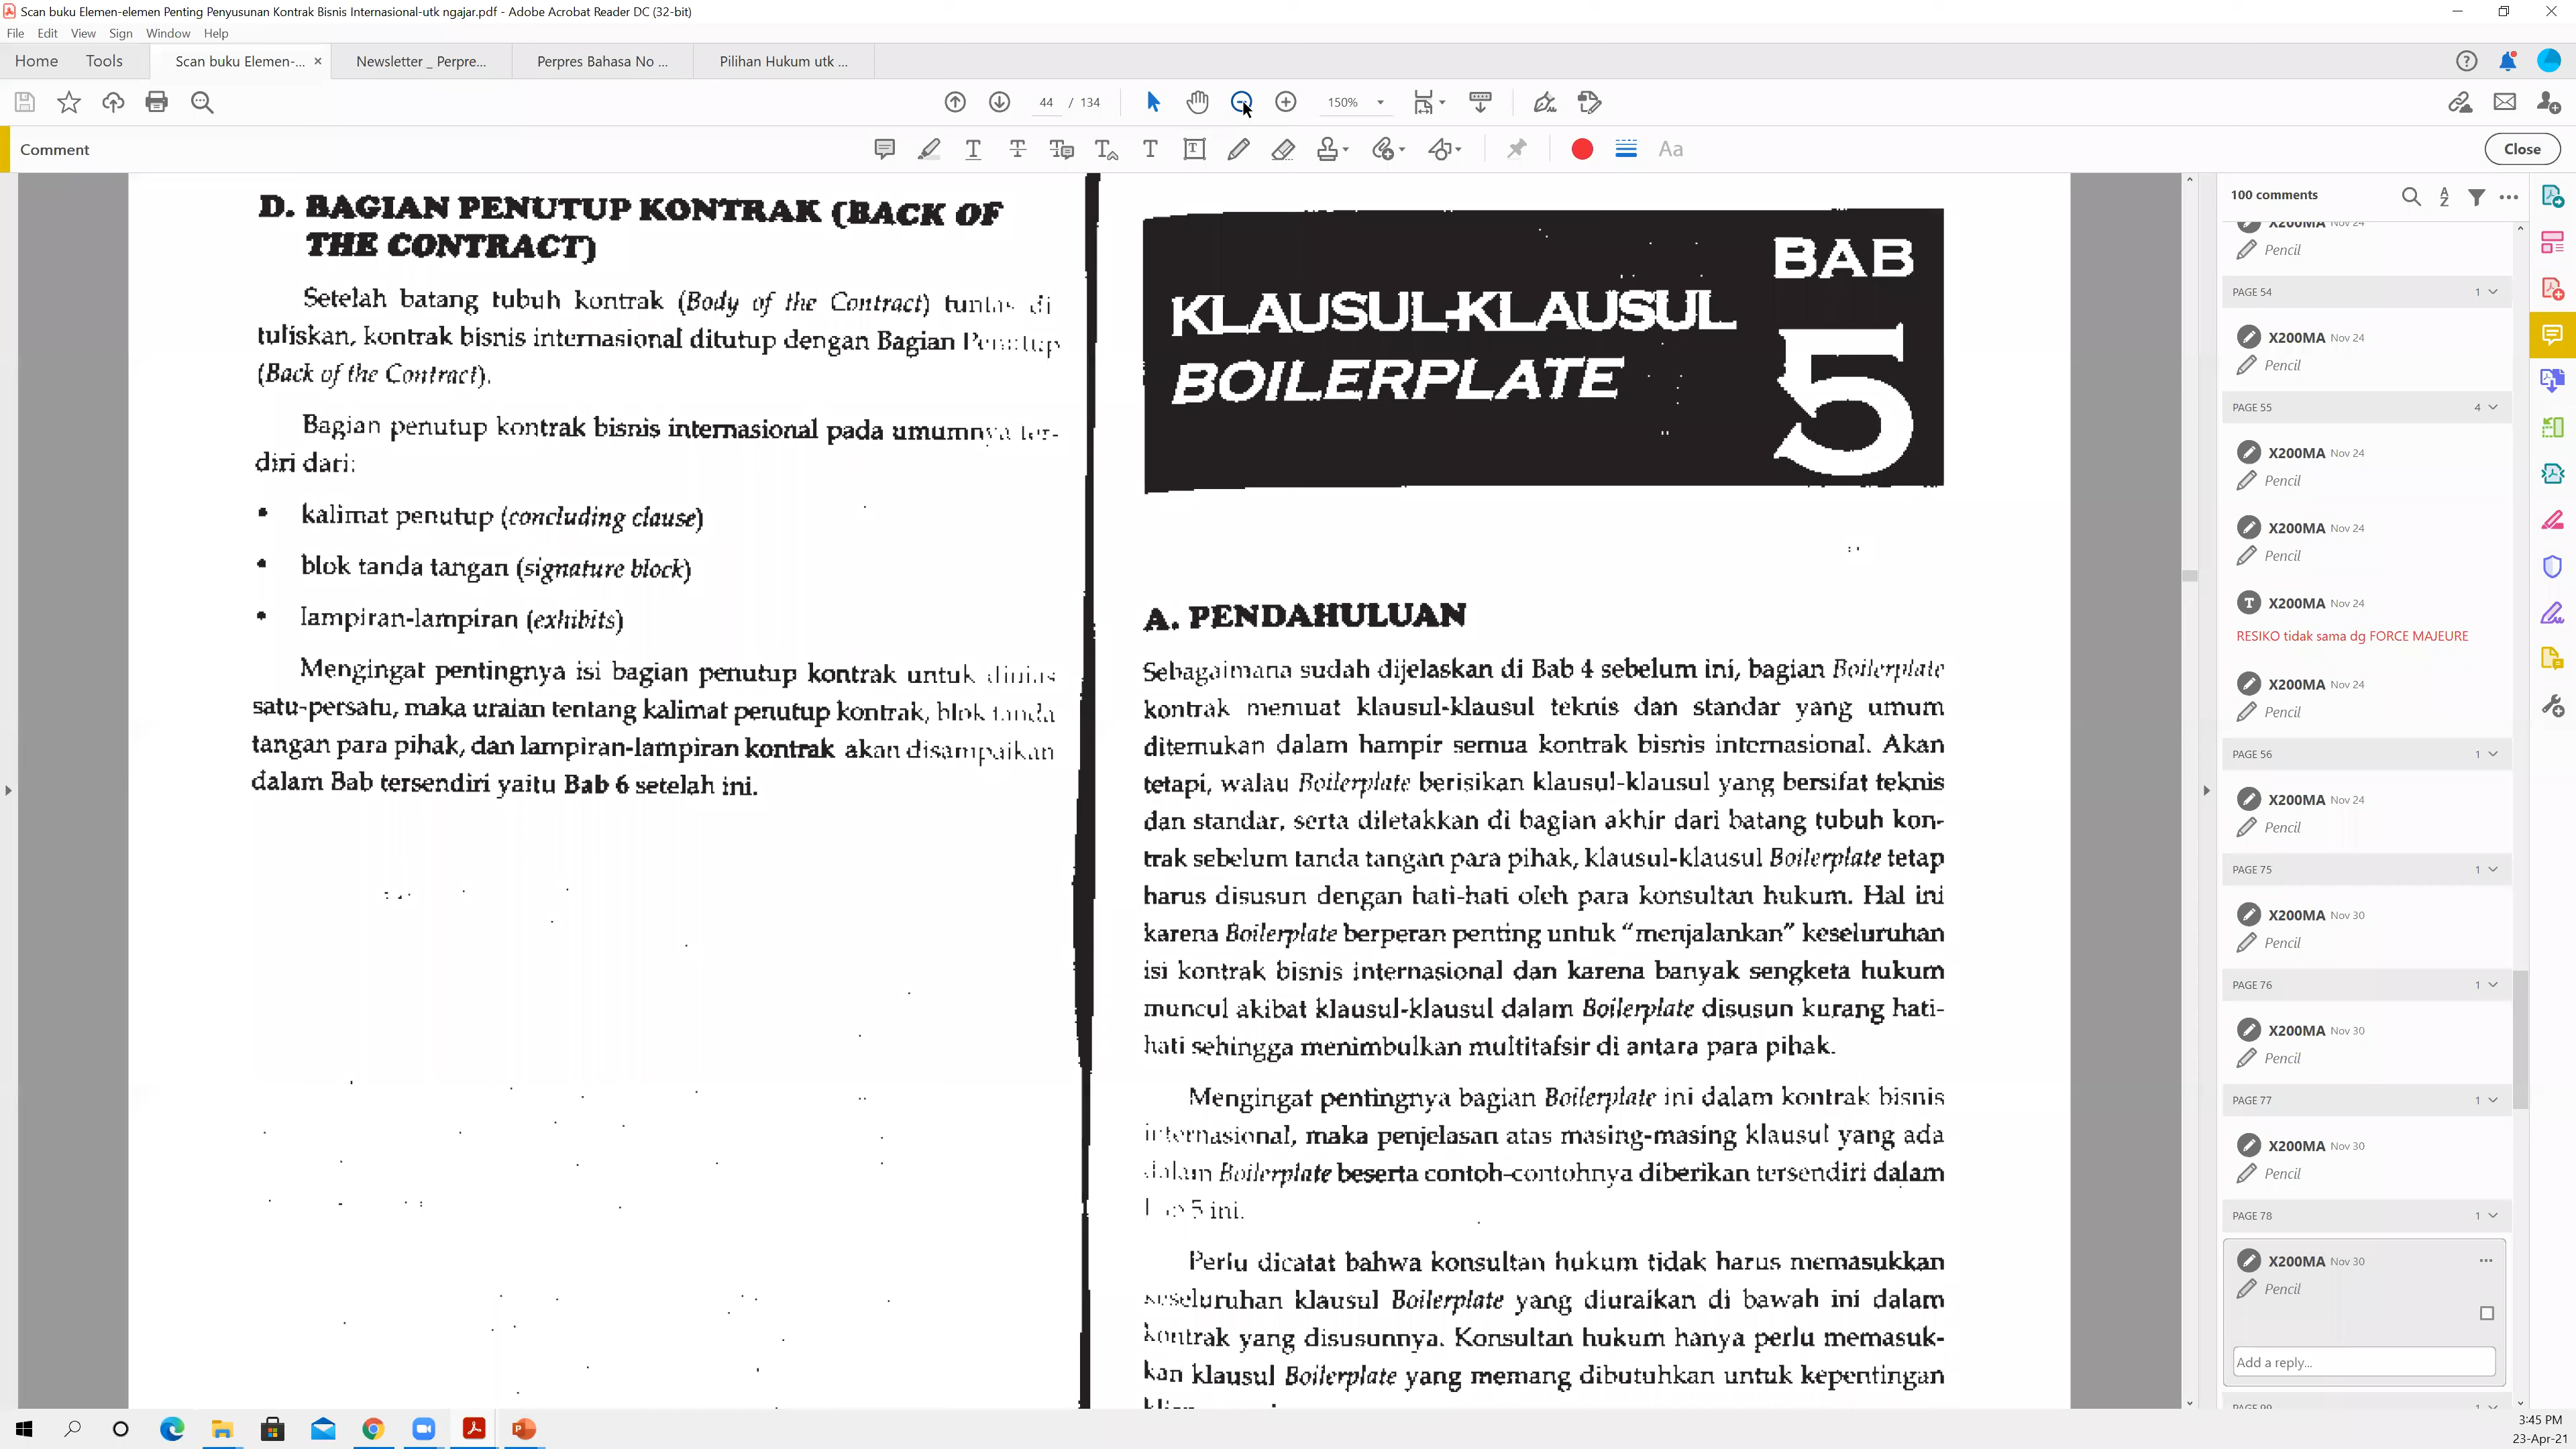 Scan buku Elemen-elemen Penting Penyusunan Kontrak Bisnis Internasional-utk ngajar.pdf - Adobe Acrobat Reader DC (32-bit)
File Edit View Sign Window Help
Home Tools Scan buku Elemen-... Newsletter _ Perpre... Perpres Bahasa No ... Pilihan Hukum utk ...
44 / 134 150%
Comment Close
D. BAGIAN PENUTUP KONTRAK (BACK OF
THE CONTRACT)
Setelah batang tubuh kontrak (Body of the Contract) tuntas di
tuliskan, kontrak bisnis internasional ditutup dengan Bagian Penutup
(Back of the Contract).
Bagian penutup kontrak bisnis internasional pada umumnya ter-
diri dari:
• kalimat penutup (concluding clause)
• blok tanda tangan (signature block)
• lampiran-lampiran (exhibits)
Mengingat pentingnya isi bagian penutup kontrak untuk
satu-persatu, maka uraian tentang kalimat penutup kontrak, blok tanda
tangan para pihak, dan lampiran-lampiran kontrak akan disampaikan
dalam Bab tersendiri yaitu Bab 6 setelah ini.
BAB
5
KLAUSUL-KLAUSUL
BOILERPLATE
A. PENDAHULUAN
Sebagaimana sudah dijelaskan di Bab 4 sebelum ini, bagian Boilerplate
kontrak memuat klausul-klausul teknis dan standar yang umum
ditemukan dalam hampir semua kontrak bisnis internasional. Akan
tetapi, walau Boilerplate berisikan klausul-klausul yang bersifat teknis
dan standar, serta diletakkan di bagian akhir dari batang tubuh kon-
trak sebelum tanda tangan para pihak, klausul-klausul Boilerplate tetap
harus disusun dengan hati-hati oleh para konsultan hukum. Hal ini
karena Boilerplate berperan penting untuk “menjalankan” keseluruhan
isi kontrak bisnis internasional dan karena banyak sengketa hukum
muncul akibat klausul-klausul dalam Boilerplate disusun kurang hati-
hati sehingga menimbulkan multitafsir di antara para pihak.
Mengingat pentingnya bagian Boilerplate ini dalam kontrak bisnis
internasional, maka penjelasan atas masing-masing klausul yang ada
dalam Boilerplate beserta contoh-contohnya diberikan tersendiri dalam
5 ini.
Perlu dicatat bahwa konsultan hukum tidak harus memasukkan
keseluruhan klausul Boilerplate yang diuraikan di bawah ini dalam
kontrak yang disusunnya. Konsultan hukum hanya perlu memasuk-
kan klausul Boilerplate yang memang dibutuhkan untuk kepentingan
100 comments
X200MA Nov 24
Pencil
PAGE 54 1
X200MA Nov 24
Pencil
PAGE 55 4
X200MA Nov 24
Pencil
X200MA Nov 24
Pencil
X200MA Nov 24
RESIKO tidak sama dg FORCE MAJEURE
X200MA Nov 24
Pencil
PAGE 56 1
X200MA Nov 24
Pencil
PAGE 75 1
X200MA Nov 30
Pencil
PAGE 76 1
X200MA Nov 30
Pencil
PAGE 77 1
X200MA Nov 30
Pencil
PAGE 78 1
X200MA Nov 30
Pencil
Add a reply...
3:45 PM
23-Apr-21